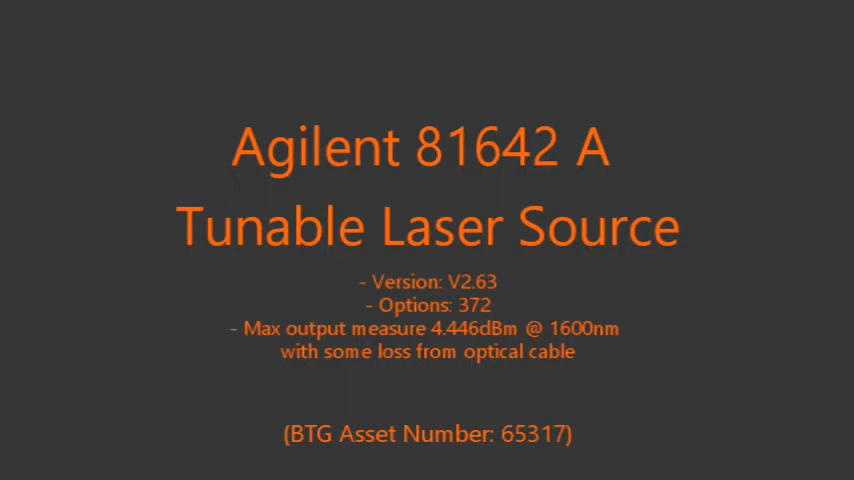 Agilent 81642 A
Tunable Laser Source
- Version: V2.63
- Options: 372
- Max output measure 4.446dBm @ 1600nm
with some loss from optical cable
(BTG Asset Number: 65317)